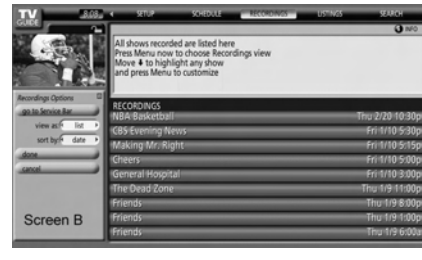 TV GUIDE
8:08
SETUP SCHEDULE RECORDINGS LISTINGS SEARCH
INFO
All shows recorded are listed here
Press Menu now to choose Recordings view
Move ↓ to highlight any show
and press Menu to customize
Recordings Options
go to Service Bar
view as: list
sort by: date
done
cancel
Screen B
RECORDINGS
NBA Basketball Thu 2/20 10:30p
CBS Evening News Fri 1/10 5:30p
Making Mr. Right Fri 1/10 5:15p
Cheers Fri 1/10 5:00p
General Hospital Fri 1/10 3:00p
The Dead Zone Thu 1/9 11:00p
Friends Thu 1/9 8:00p
Friends Thu 1/9 1:00p
Friends Thu 1/9 6:00a